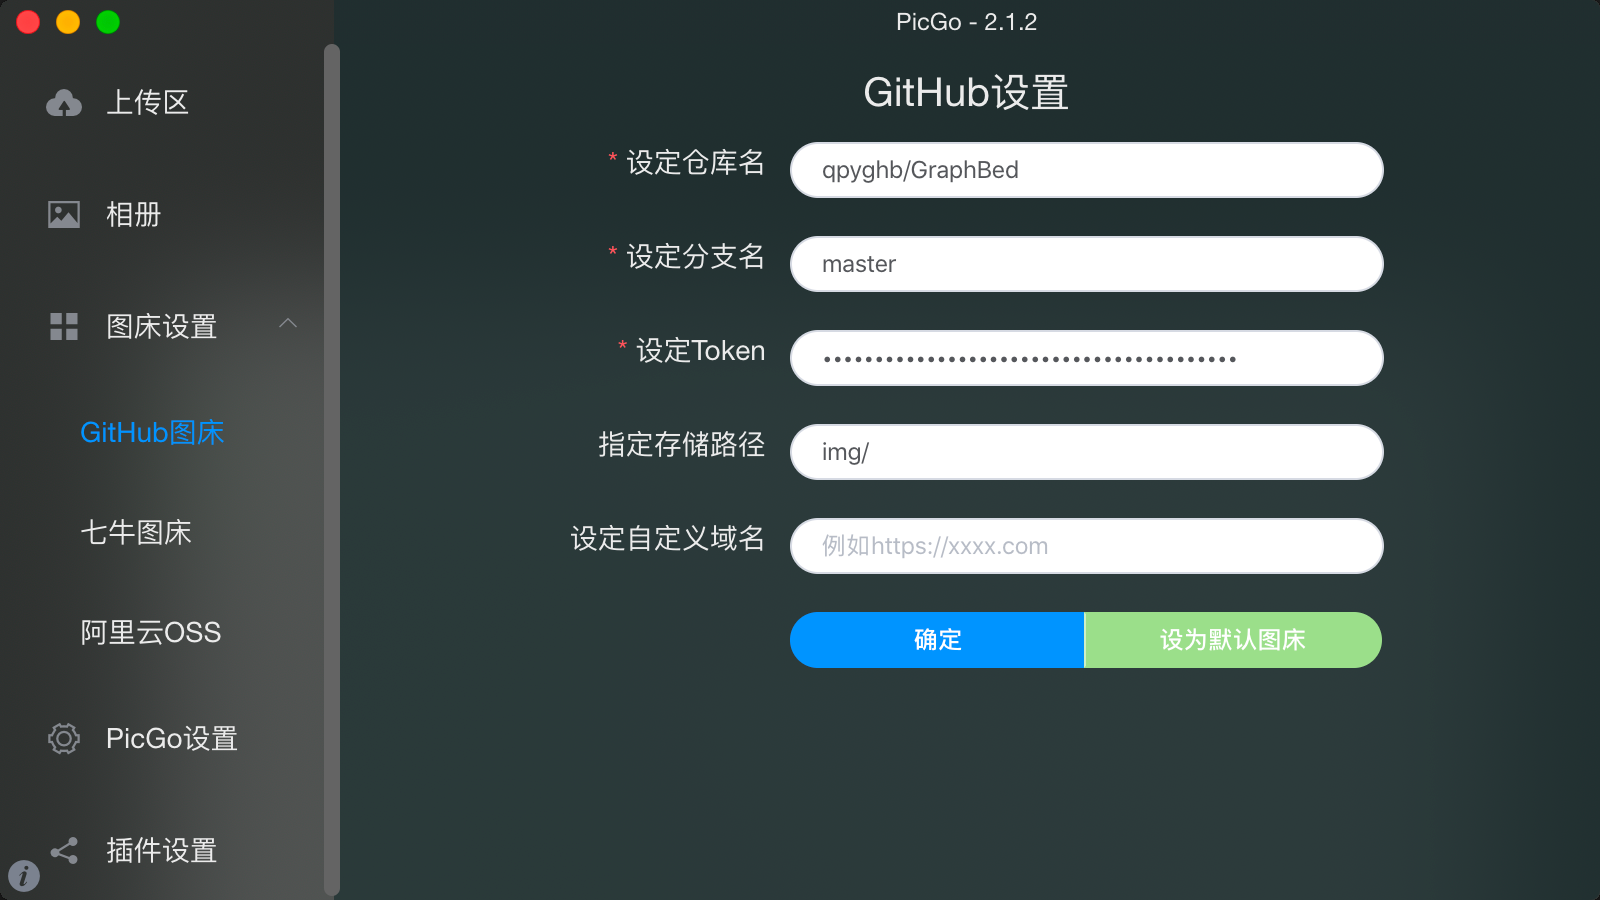 PicGo - 2.1.2
上传区
相册
图床设置
GitHub图床
七牛图床
阿里云OSS
PicGo设置
插件设置
GitHub设置
* 设定仓库名
qpyghb/GraphBed
* 设定分支名
master
* 设定Token
••••••••••••••••••••••••••••••••••••••••
指定存储路径
img/
设定自定义域名
例如https://xxxx.com
确定
设为默认图床